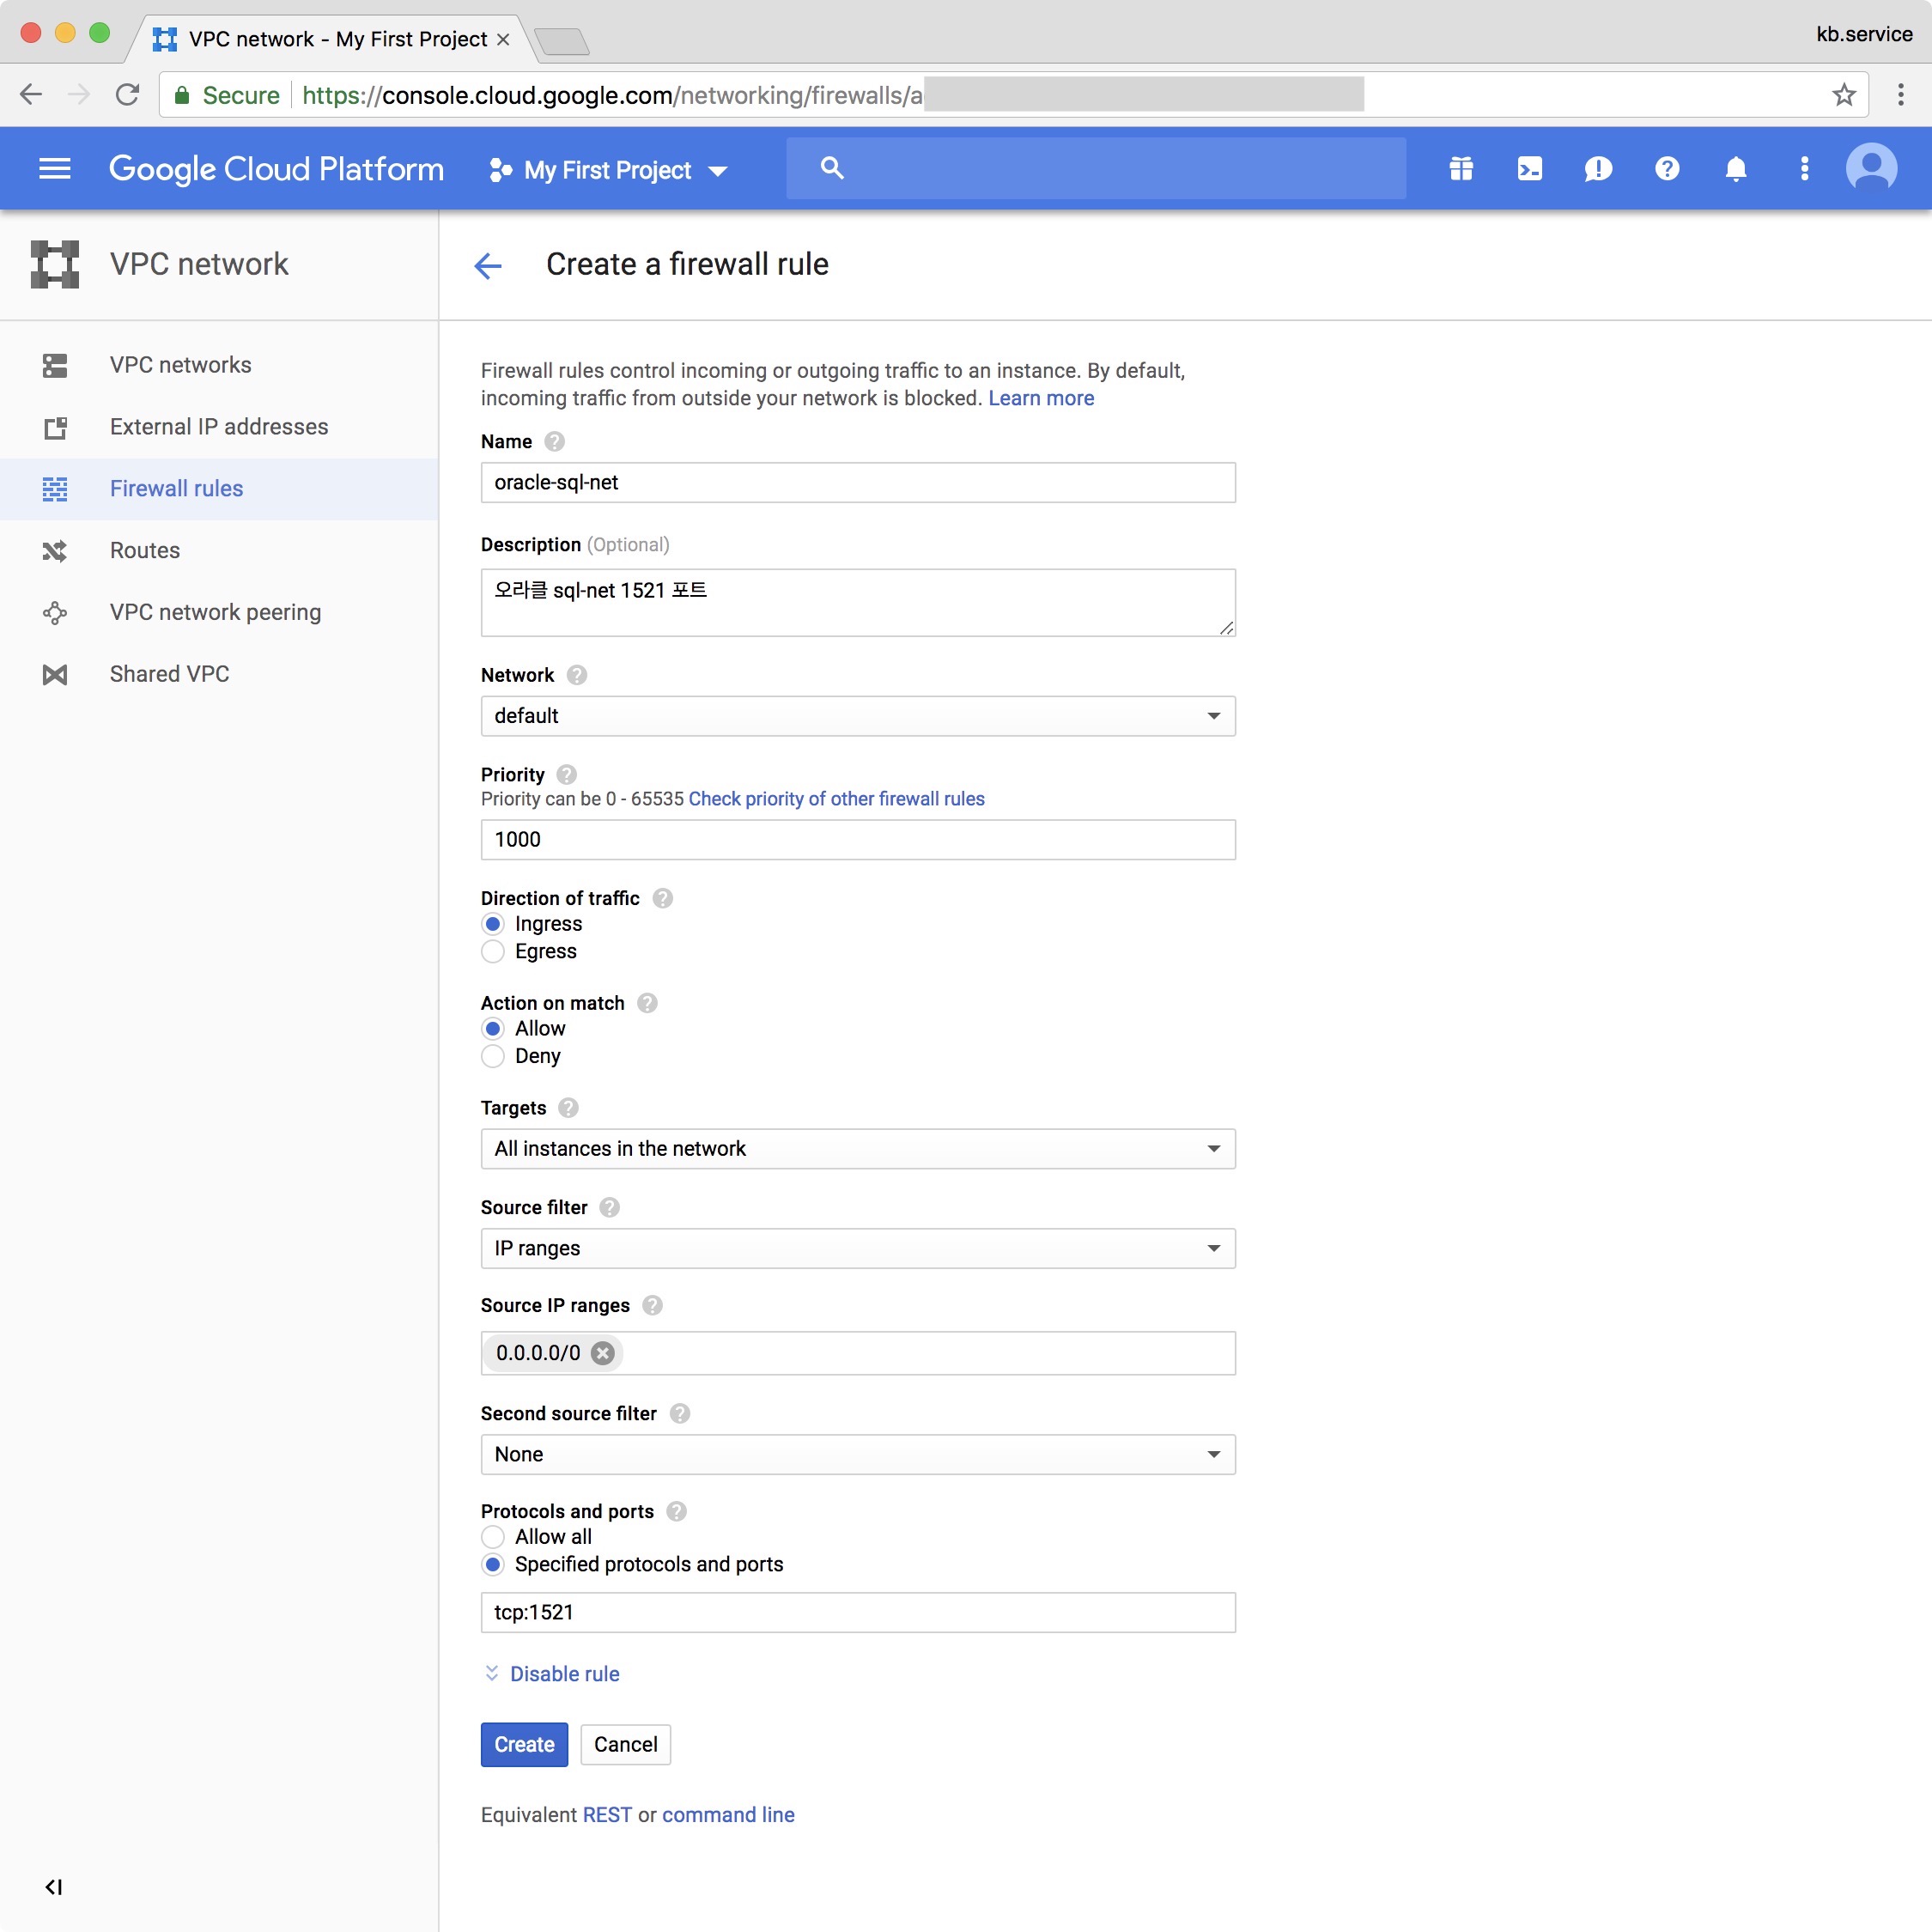 VPC network - My First Project
kb.service
Secure https://console.cloud.google.com/networking/firewalls/a
Google Cloud Platform
My First Project
VPC network
Create a firewall rule
VPC networks
External IP addresses
Firewall rules
Routes
VPC network peering
Shared VPC
Firewall rules control incoming or outgoing traffic to an instance. By default,
incoming traffic from outside your network is blocked. Learn more
Name
oracle-sql-net
Description (Optional)
오라클 sql-net 1521 포트
Network
default
Priority
Priority can be 0 - 65535 Check priority of other firewall rules
1000
Direction of traffic
Ingress
Egress
Action on match
Allow
Deny
Targets
All instances in the network
Source filter
IP ranges
Source IP ranges
0.0.0.0/0
Second source filter
None
Protocols and ports
Allow all
Specified protocols and ports
tcp:1521
Disable rule
Create
Cancel
Equivalent REST or command line